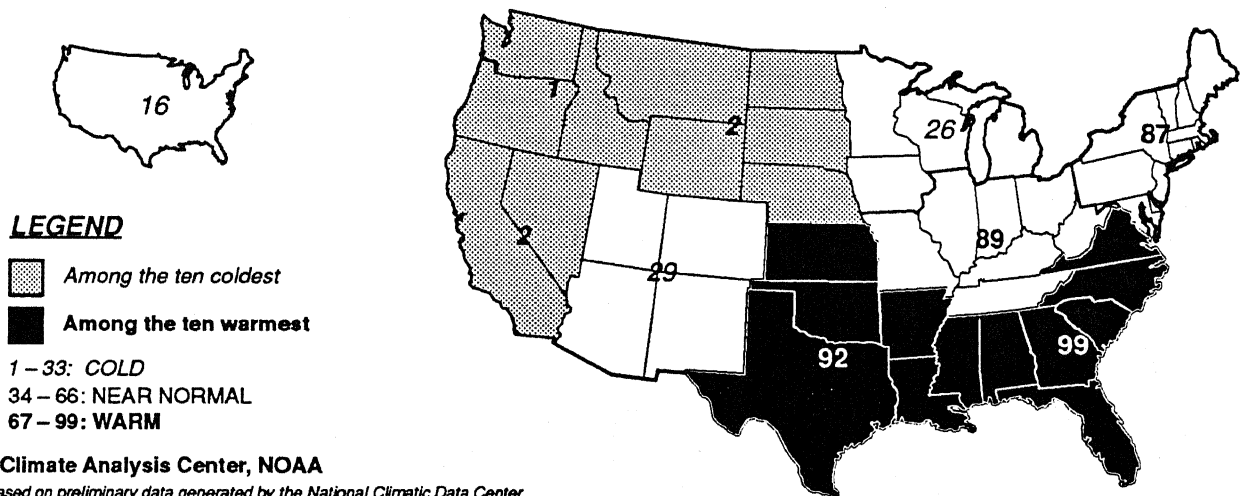 16
LEGEND
Among the ten coldest
Among the ten warmest
1 – 33: COLD
34 – 66: NEAR NORMAL
67 – 99: WARM
Climate Analysis Center, NOAA
based on preliminary data generated by the National Climatic Data Center
1
2
26
87
2
29
89
92
99